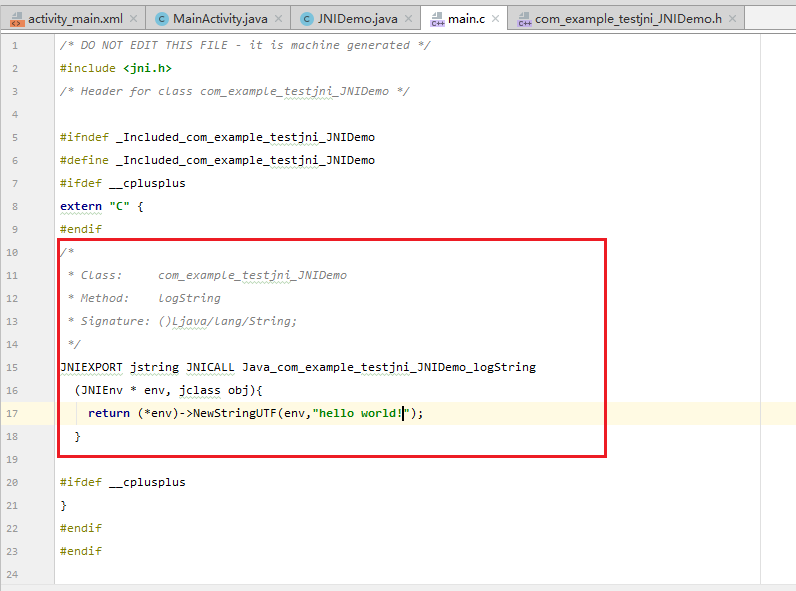 activity_main.xml MainActivity.java JNIDemo.java main.c com_example_testjni_JNIDemo.h
1 /* DO NOT EDIT THIS FILE - it is machine generated */
2 #include <jni.h>
3 /* Header for class com_example_testjni_JNIDemo */
4
5 #ifndef _Included_com_example_testjni_JNIDemo
6 #define _Included_com_example_testjni_JNIDemo
7 #ifdef __cplusplus
8 extern "C" {
9 #endif
10 /*
11 * Class:     com_example_testjni_JNIDemo
12 * Method:    logString
13 * Signature: ()Ljava/lang/String;
14 */
15 JNIEXPORT jstring JNICALL Java_com_example_testjni_JNIDemo_logString
16 (JNIEnv * env, jclass obj){
17 return (*env)->NewStringUTF(env,"hello world!");
18 }
19
20 #ifdef __cplusplus
21 }
22 #endif
23 #endif
24